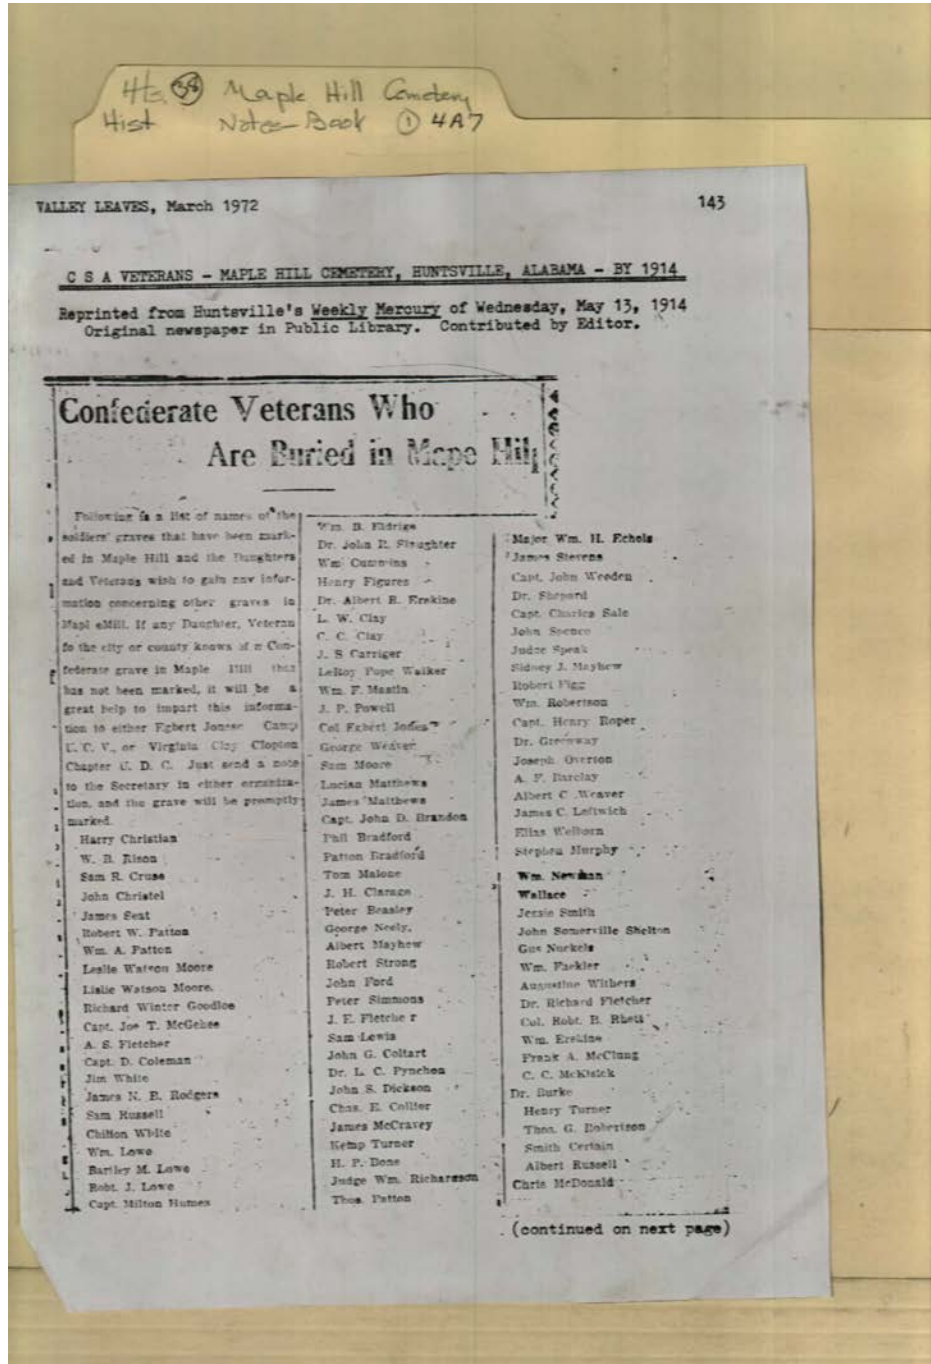 Hts. 38 Maple Hill Cemetery
Hist Notes-Book 1 4A7
VALLEY LEAVES, March 1972 143
C S A VETERANS - MAPLE HILL CEMETERY, HUNTSVILLE, ALABAMA - BY 1914
Reprinted from Huntsville's Weekly Mercury of Wednesday, May 13, 1914
Original newspaper in Public Library. Contributed by Editor.
Confederate Veterans Who
Are Buried in Mape Hill
Following is a list of names of the
soldiers' graves that have been mark-
ed in Maple Hill and the Daughters
and Veterans wish to gain any infor-
mation concerning other graves in
Mapl eMill. If any Daughter, Veteran
fo the city or county knows of a Con-
federate grave in Maple Hill that
has not been marked, it will be a
great help to impart this informa-
tion to either Egbert Jonese Camp
U. C. V., or Virginia Clay Clopton
Chapter U. D. C. Just send a note
to the Secretary in either organiza-
tion, and the grave will be promptly
marked.
Harry Christian
W. B. Rison
Sam R. Cruse
John Christel
James Seat
Robert W. Patton
Wm. A. Patton
Leslie Watson Moore
Lislie Watson Moore.
Richard Winter Goodloe
Capt. Joe T. McGehee
A. S. Fletcher
Capt. D. Coleman
Jim White
James N. B. Rodgers
Sam Russell
Chilton White
Wm. Lowe
Bartley M. Lowe
Robt. J. Lowe
Capt. Milton Humes
Wm. B. Eldrige
Dr. John R. Slaughter
Wm. Cummins
Henry Figures
Dr. Albert R. Erskine
L. W. Clay
C. C. Clay
J. S Carriger
LeRoy Pope Walker
Wm. F. Mastin
J. P. Powell
Col Egbert Jones
George Weaver
Sam Moore
Lucian Matthews
James Matthews
Capt. John D. Brandon
Phil Bradford
Patton Bradford
Tom Malone
J. H. Clarace
Peter Beasley
George Neely.
Albert Mayhew
Robert Strong
John Ford
Peter Simmons
J. E. Fletche r
Sam Lewis
John G. Coltart
Dr. L. C. Pynchon
John S. Dickson
Chas. E. Collier
James McCravey
Kemp Turner
H. P. Bone
Judge Wm. Richardson
Thos. Patton
Major Wm. H. Echols
James Stevens
Capt. John Weeden
Dr. Shepard
Capt. Charles Sale
John Spence
Judge Speak
Sidney J. Mayhew
Robert Figg
Wm. Robertson
Capt. Henry Roper
Dr. Greenway
Joseph Overton
A. F. Barclay
Albert C. Weaver
James C. Leftwich
Elias Welborn
Stephen Murphy
Wm. Newman
Wallace
Jessie Smith
John Somerville Shelton
Gus Nuckels
Wm. Fackler
Augustine Withers
Dr. Richard Fletcher
Col. Robt. B. Rhett
Wm. Erskine
Frank A. McClung
C. C. McKisick
Dr. Burke
Henry Turner
Thos. G. Robertson
Smith Certain
Albert Russell
Chris McDonald
(continued on next page)